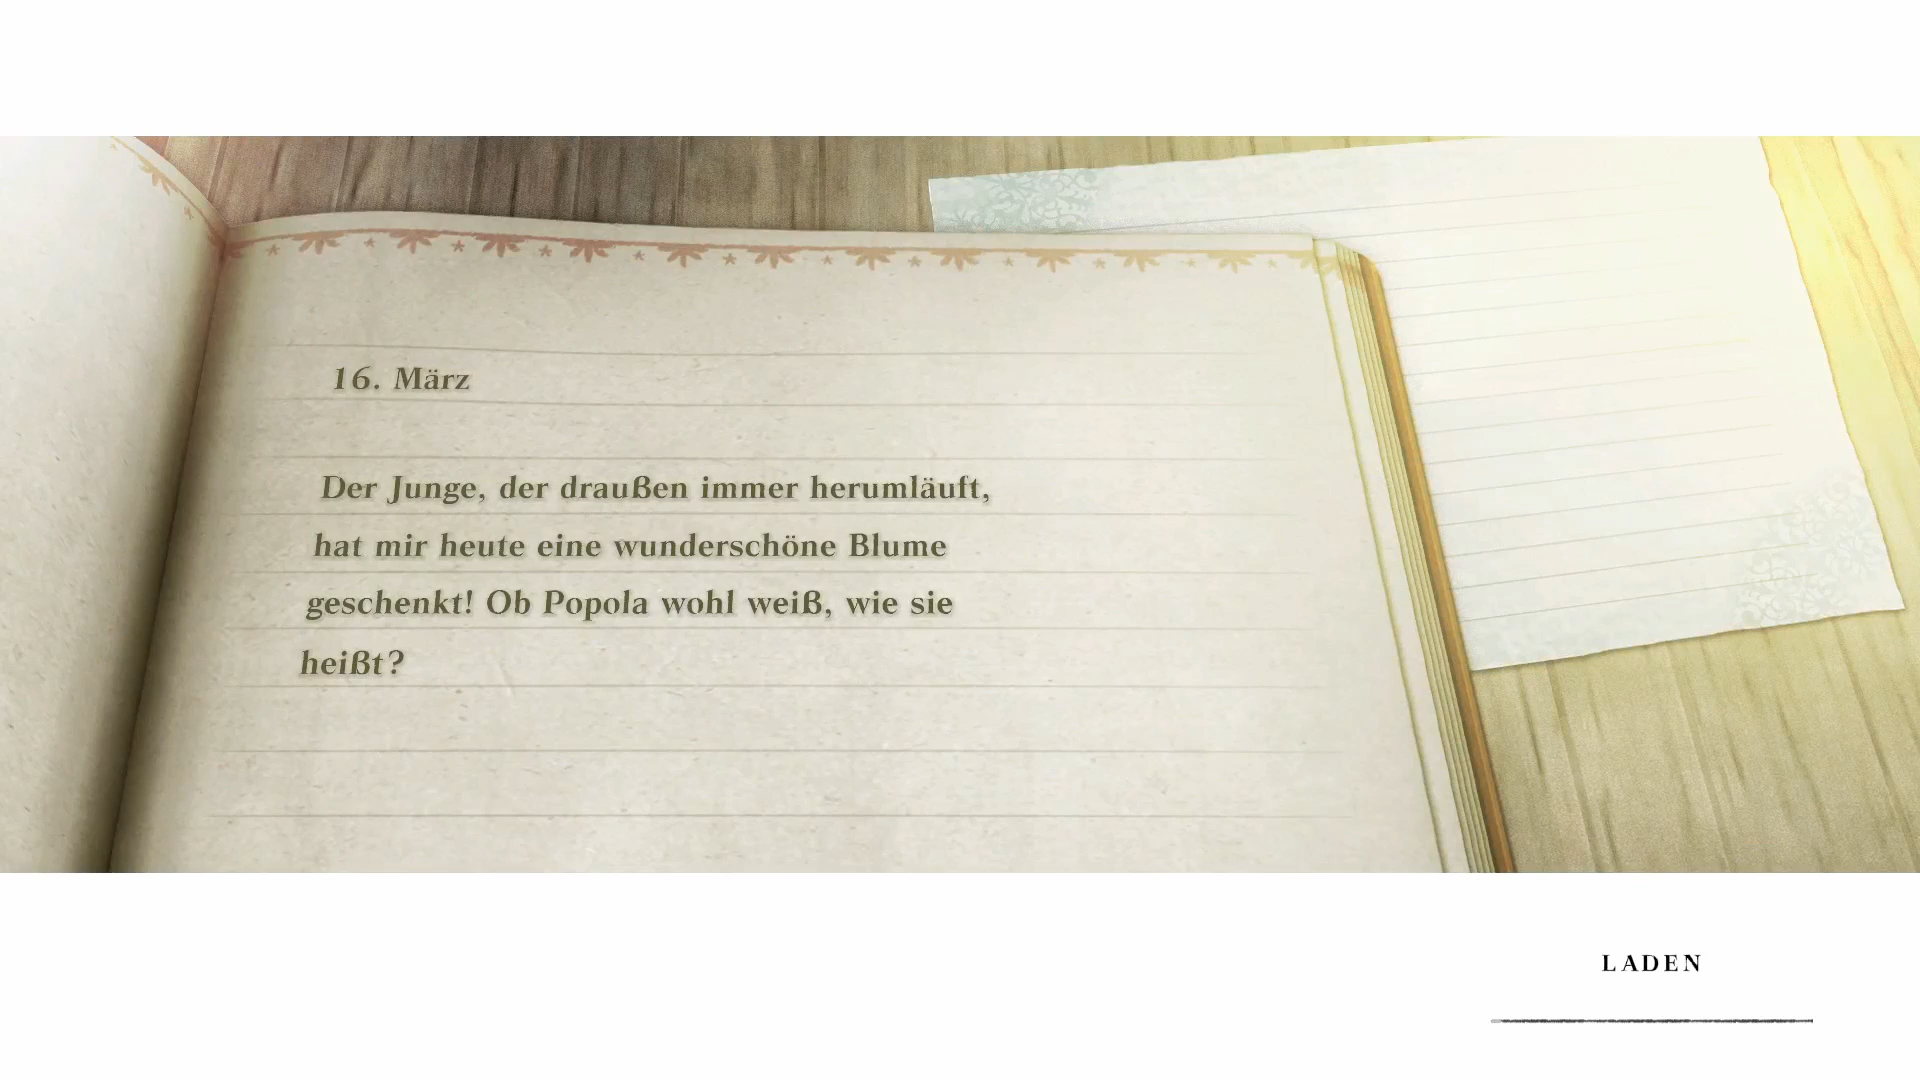 16. März
Der Junge, der draußen immer herumläuft,
hat mir heute eine wunderschöne Blume
geschenkt! Ob Popola wohl weiß, wie sie
heißt?
LADEN